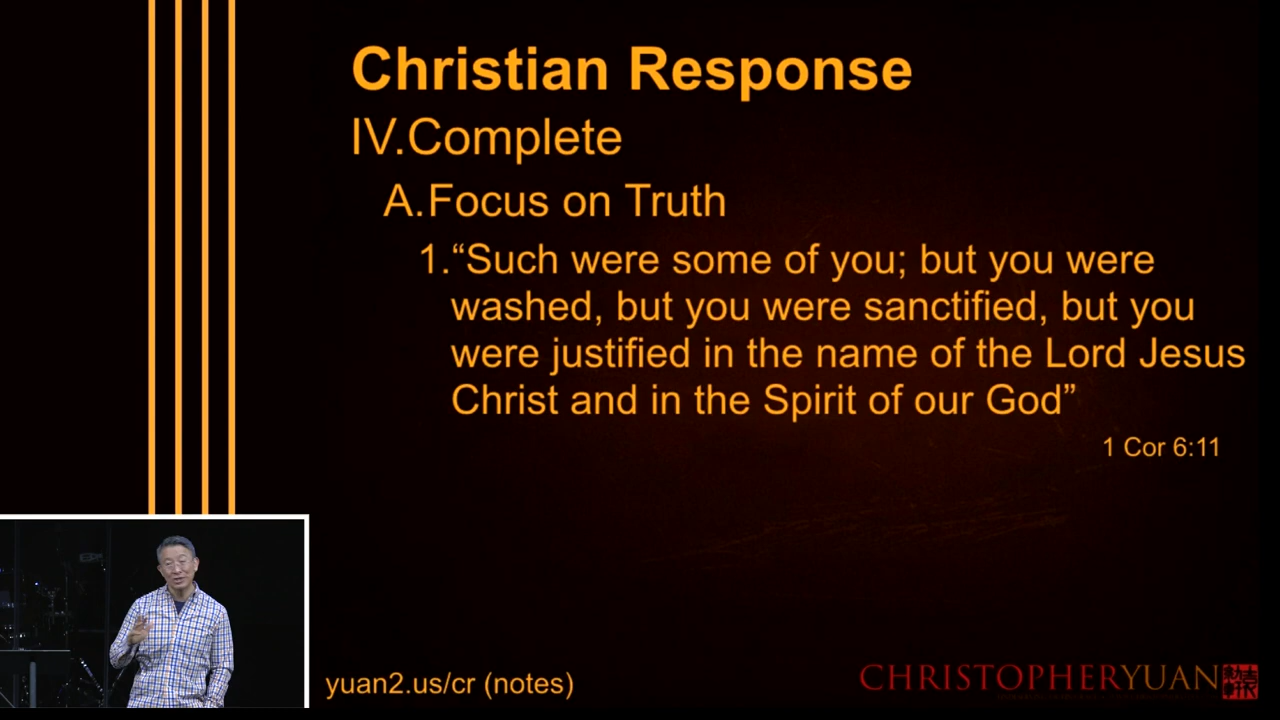 Christian Response
IV.Complete
A.Focus on Truth
1.“Such were some of you; but you were
washed, but you were sanctified, but you
were justified in the name of the Lord Jesus
Christ and in the Spirit of our God”
1 Cor 6:11
yuan2.us/cr (notes)
CHRISTOPHERYUAN